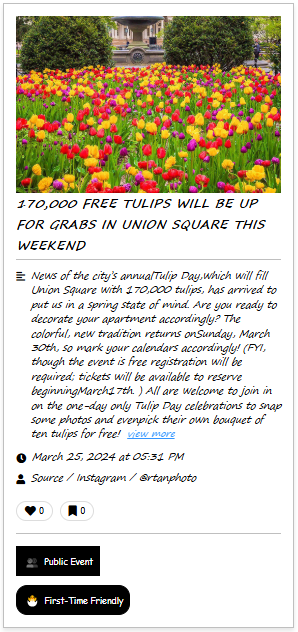 170,000 FREE TULIPS WILL BE UP
FOR GRABS IN UNION SQUARE THIS
WEEKEND
News of the city's annualTulip Day,which will fill
Union Square with 170,000 tulips, has arrived to
put us in a spring state of mind. Are you ready to
decorate your apartment accordingly? The
colorful, new tradition returns onSunday, March
30th, so mark your calendars accordingly! (FYI,
though the event is free registration will be
required; tickets will be available to reserve
beginningMarch17th. ) All are welcome to join in
on the one-day only Tulip Day celebrations to snap
some photos and evenpick their own bouquet of
ten tulips for free! view more
March 25, 2024 at 05:31 PM
Source / Instagram / @rtanphoto
0 0
Public Event
First-Time Friendly